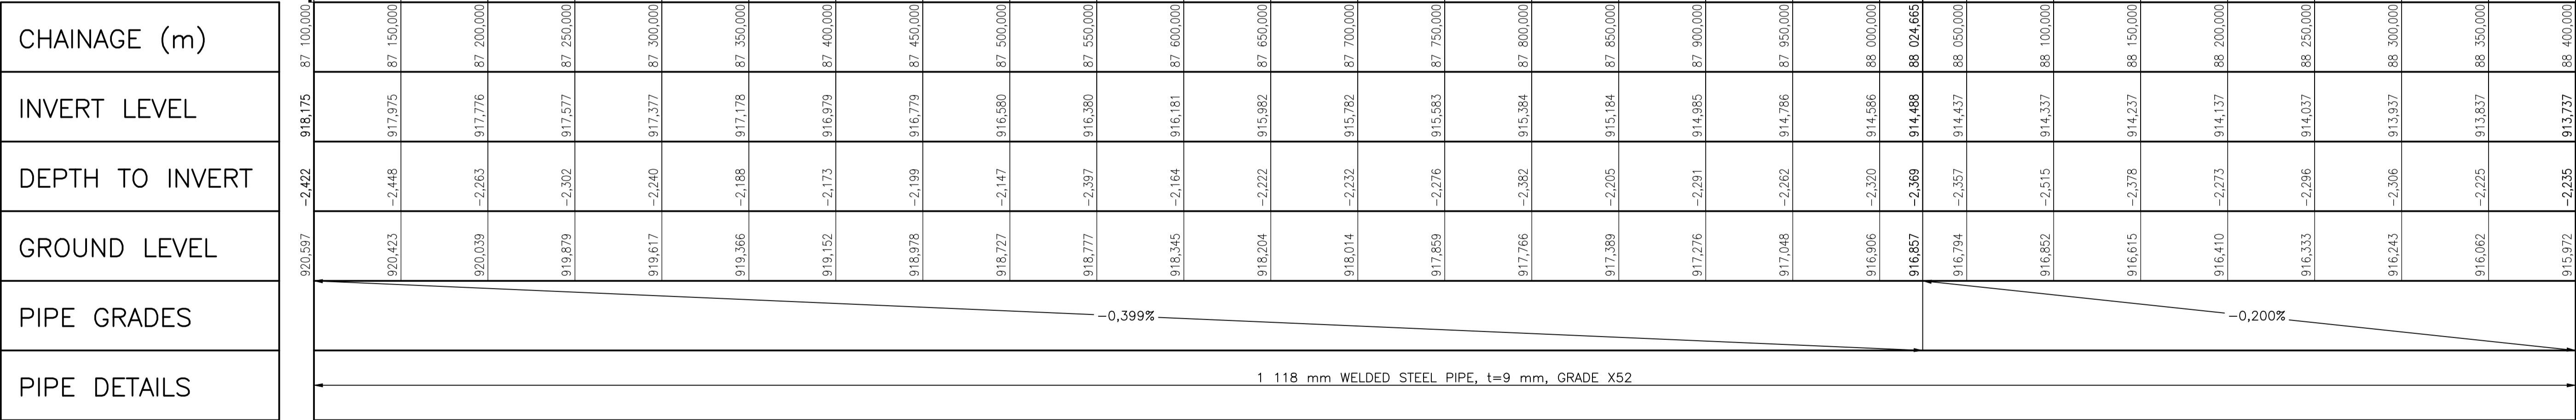 CHAINAGE (m) 87 100,000 87 150,000 87 200,000 87 250,000 87 300,000 87 350,000 87 400,000 87 450,000 87 500,000 87 550,000 87 600,000 87 650,000 87 700,000 87 750,000 87 800,000 87 850,000 87 900,000 87 950,000 88 000,000 88 024,665 88 050,000 88 100,000 88 150,000 88 200,000 88 250,000 88 300,000 88 350,000 88 400,000
INVERT LEVEL 918,175 917,975 917,776 917,577 917,377 917,178 916,979 916,779 916,580 916,380 916,181 915,982 915,782 915,583 915,384 915,184 914,985 914,786 914,586 914,488 914,437 914,337 914,237 914,137 914,037 913,937 913,837 913,737
DEPTH TO INVERT -2,422 -2,448 -2,263 -2,302 -2,240 -2,188 -2,173 -2,199 -2,147 -2,397 -2,164 -2,222 -2,232 -2,276 -2,382 -2,205 -2,291 -2,262 -2,320 -2,369 -2,357 -2,515 -2,378 -2,273 -2,296 -2,306 -2,225 -2,235
GROUND LEVEL 920,597 920,423 920,039 919,879 919,617 919,366 919,152 918,978 918,727 918,777 918,345 918,204 918,014 917,859 917,766 917,389 917,276 917,048 916,906 916,857 916,794 916,852 916,615 916,410 916,333 916,243 916,062 915,972
PIPE GRADES -0,399% -0,200%
PIPE DETAILS 1 118 mm WELDED STEEL PIPE, t=9 mm, GRADE X52